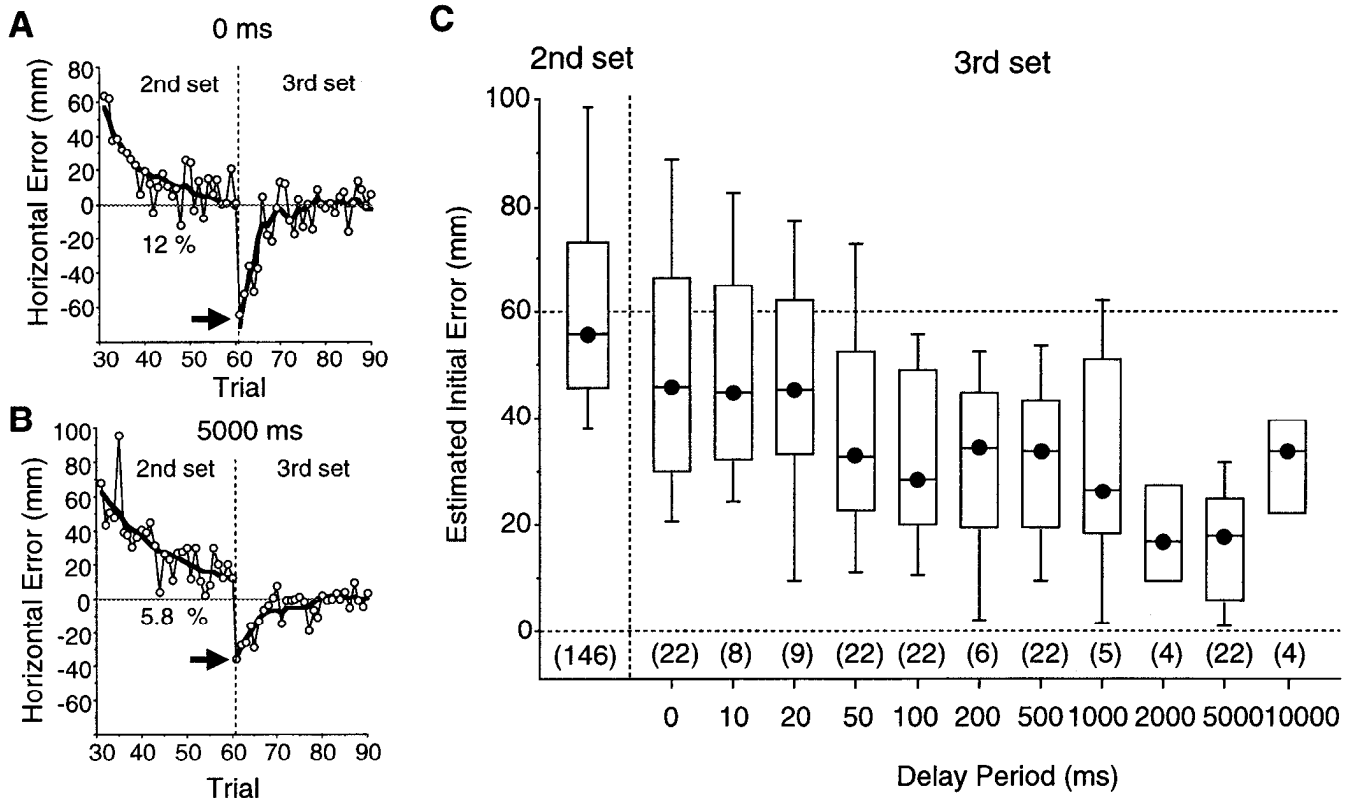 A
0 ms
2nd set
3rd set
Horizontal Error (mm)
80
60
40
20
0
-20
-40
-60
12 %
30 40 50 60 70 80 90
Trial
B
5000 ms
2nd set
3rd set
Horizontal Error (mm)
100
80
60
40
20
0
-20
-40
-60
5.8 %
30 40 50 60 70 80 90
Trial
C
2nd set
3rd set
Estimated Initial Error (mm)
100
80
60
40
20
0
(146) (22) (8) (9) (22) (22) (6) (22) (5) (4) (22) (4)
0 10 20 50 100 200 500 1000 2000 5000 10000
Delay Period (ms)